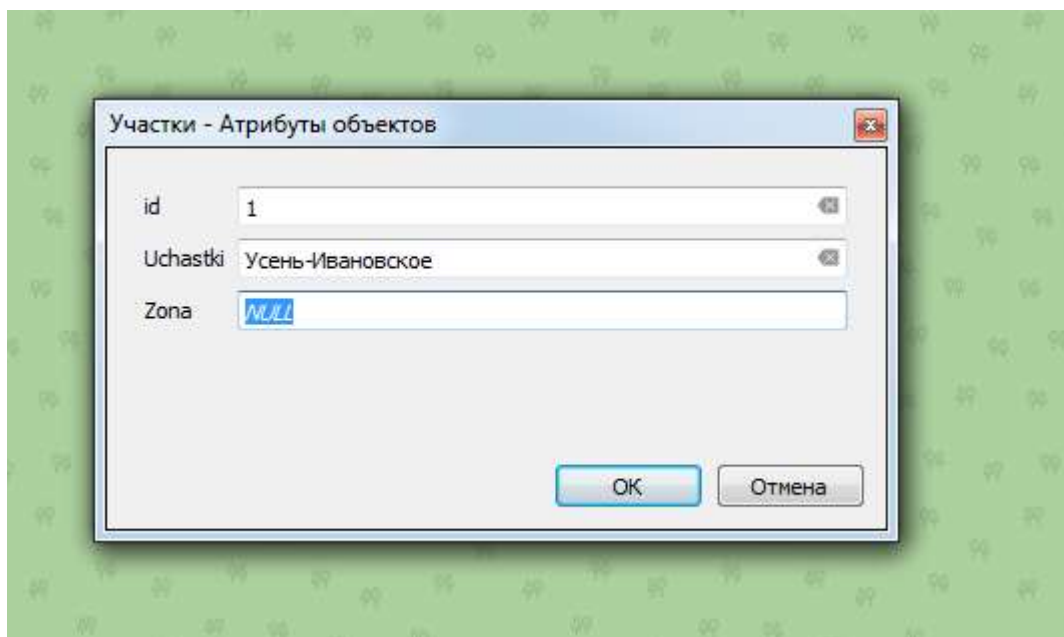 Участки - Атрибуты объектов
id 1
Uchastki Усень-Ивановское
Zona NULL
OK Отмена